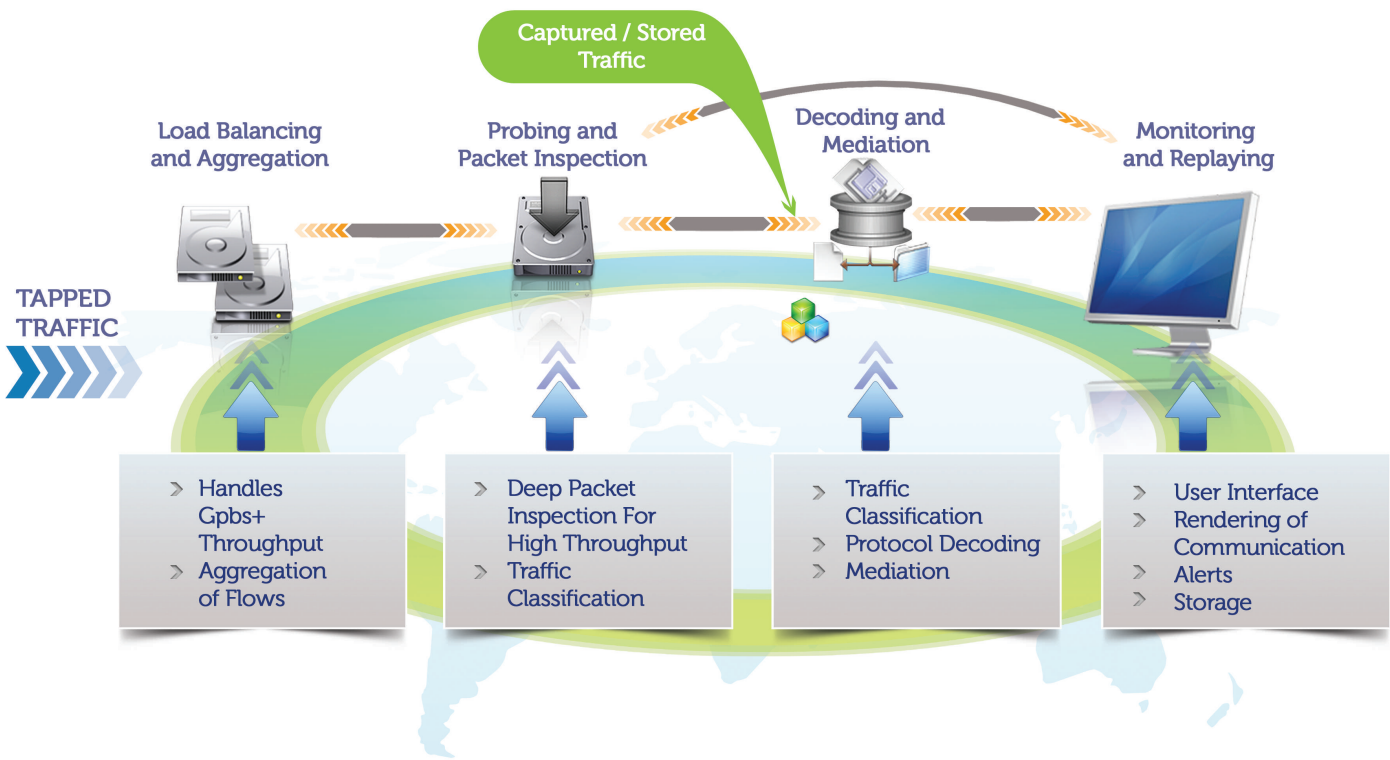 Captured / Stored
Traffic
Load Balancing
and Aggregation
Probing and
Packet Inspection
Decoding and
Mediation
Monitoring
and Replaying
TAPPED
TRAFFIC
Handles
Gpbs+
Throughput
Aggregation
of Flows
Deep Packet
Inspection For
High Throughput
Traffic
Classification
Traffic
Classification
Protocol Decoding
Mediation
User Interface
Rendering of
Communication
Alerts
Storage